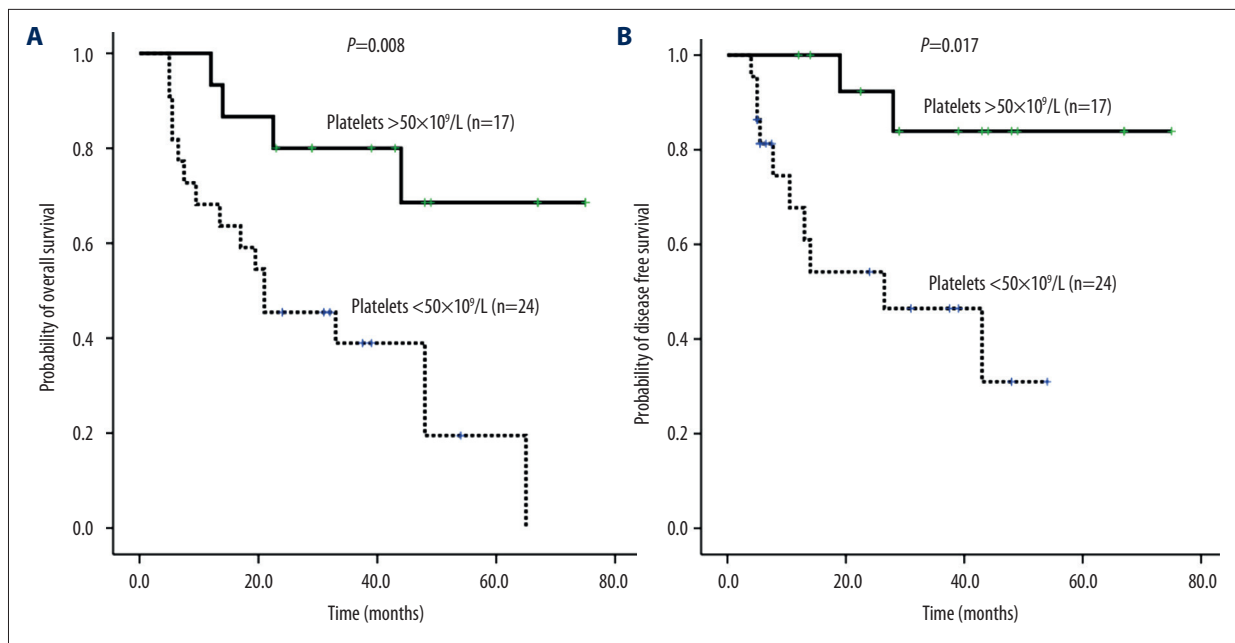 A
P=0.008
Probability of overall survival
1.0
0.8
0.6
0.4
0.2
0.0
Platelets >50×10⁹/L (n=17)
Platelets <50×10⁹/L (n=24)
0.0 20.0 40.0 60.0 80.0
Time (months)
B
P=0.017
Probability of disease free survival
1.0
0.8
0.6
0.4
0.2
0.0
Platelets >50×10⁹/L (n=17)
Platelets <50×10⁹/L (n=24)
0.0 20.0 40.0 60.0 80.0
Time (months)